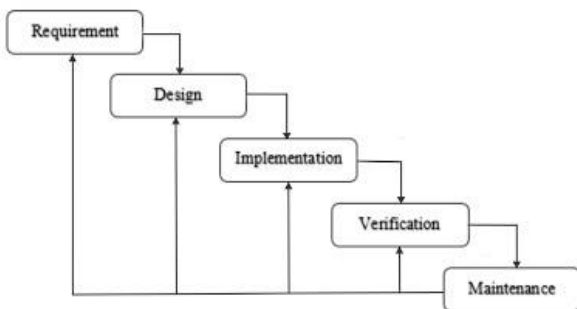 Requirement
Design
Implementation
Verification
Maintenance